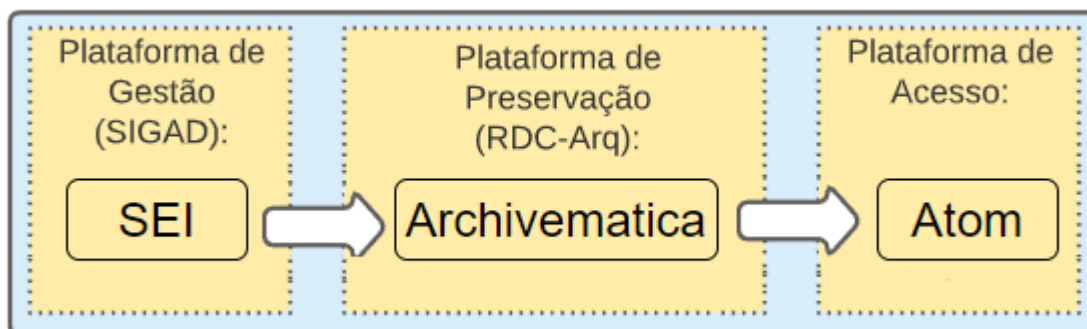 Plataforma de
Gestão
(SIGAD):
SEI
Plataforma de
Preservação
(RDC-Arq):
Archivematica
Plataforma de
Acesso:
Atom